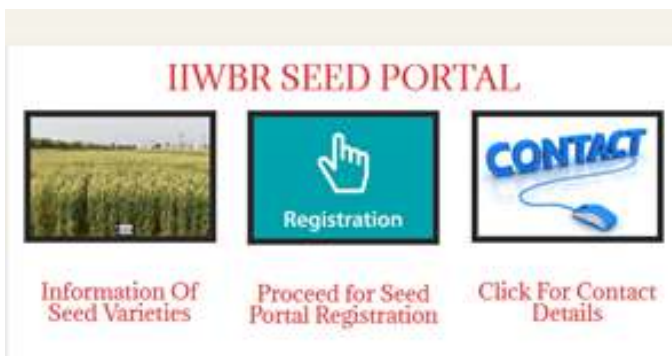 IIWBR SEED PORTAL
Registration
CONTACT
Information Of
Seed Varieties
Proceed for Seed
Portal Registration
Click For Contact
Details